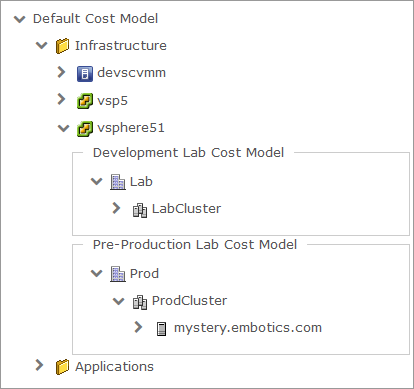 Default Cost Model
Infrastructure
devscvmm
vsp5
vsphere51
Development Lab Cost Model
Lab
LabCluster
Pre-Production Lab Cost Model
Prod
ProdCluster
mystery.embotics.com
Applications